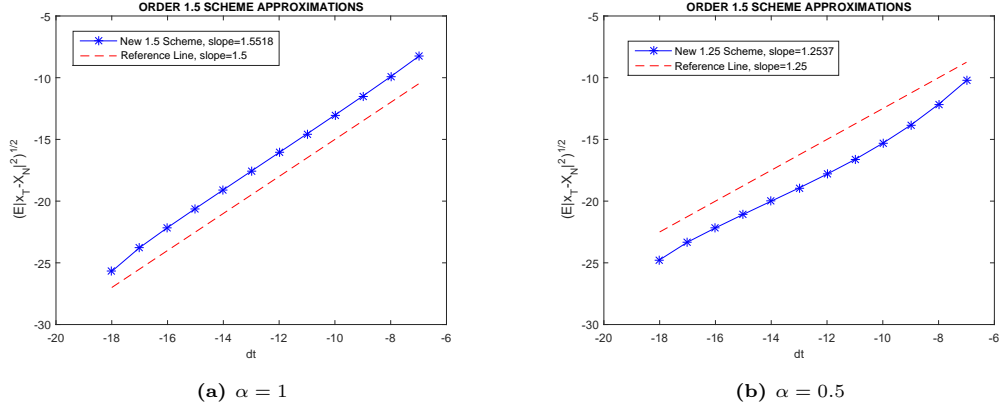 ORDER 1.5 SCHEME APPROXIMATIONS
-5
-10
-15
-20
-25
-30
(E|x_T-X_N|^2)^{1/2}
New 1.5 Scheme, slope=1.5518
Reference Line, slope=1.5
-20 -18 -16 -14 -12 -10 -8 -6
dt
(a) α = 1
ORDER 1.5 SCHEME APPROXIMATIONS
-5
-10
-15
-20
-25
-30
(E|x_T-X_N|^2)^{1/2}
New 1.25 Scheme, slope=1.2537
Reference Line, slope=1.25
-20 -18 -16 -14 -12 -10 -8 -6
dt
(b) α = 0.5